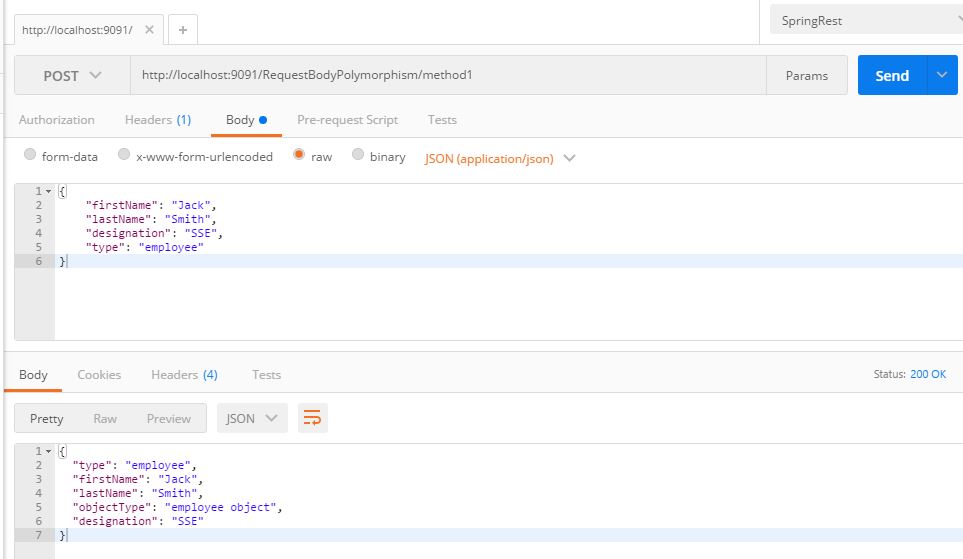 http://localhost:9091/ ✕ +
SpringRest
POST http://localhost:9091/RequestBodyPolymorphism/method1 Params Send
Authorization Headers (1) Body Pre-request Script Tests
form-data x-www-form-urlencoded raw binary JSON (application/json)
1 {
2 "firstName": "Jack",
3 "lastName": "Smith",
4 "designation": "SSE",
5 "type": "employee"
6 }
Body Cookies Headers (4) Tests Status: 200 OK
Pretty Raw Preview JSON
1 {
2 "type": "employee",
3 "firstName": "Jack",
4 "lastName": "Smith",
5 "objectType": "employee object",
6 "designation": "SSE"
7 }